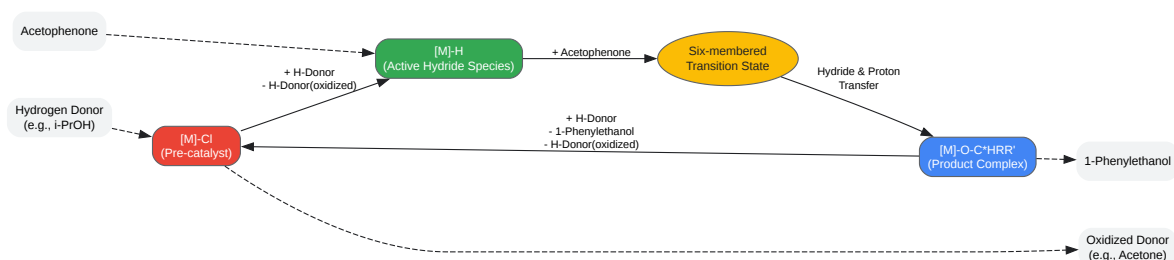 Acetophenone
[M]-H
(Active Hydride Species)
+ Acetophenone
Six-membered
Transition State
+ H-Donor
- H-Donor(oxidized)
Hydride & Proton
Transfer
Hydrogen Donor
(e.g., i-PrOH)
[M]-Cl
(Pre-catalyst)
+ H-Donor
- 1-Phenylethanol
- H-Donor(oxidized)
[M]-O-C*HRR'
(Product Complex)
1-Phenylethanol
Oxidized Donor
(e.g., Acetone)